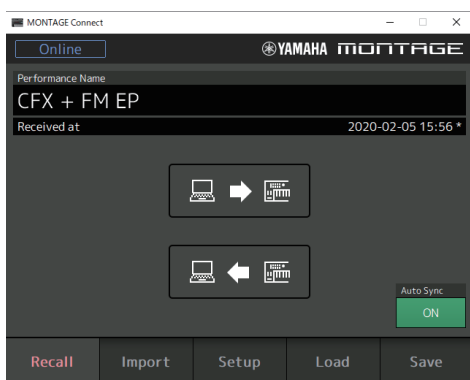 MONTAGE Connect
Online
YAMAHA MONTAGE
Performance Name
CFX + FM EP
Received at 2020-02-05 15:56 *
Auto Sync
ON
Recall Import Setup Load Save